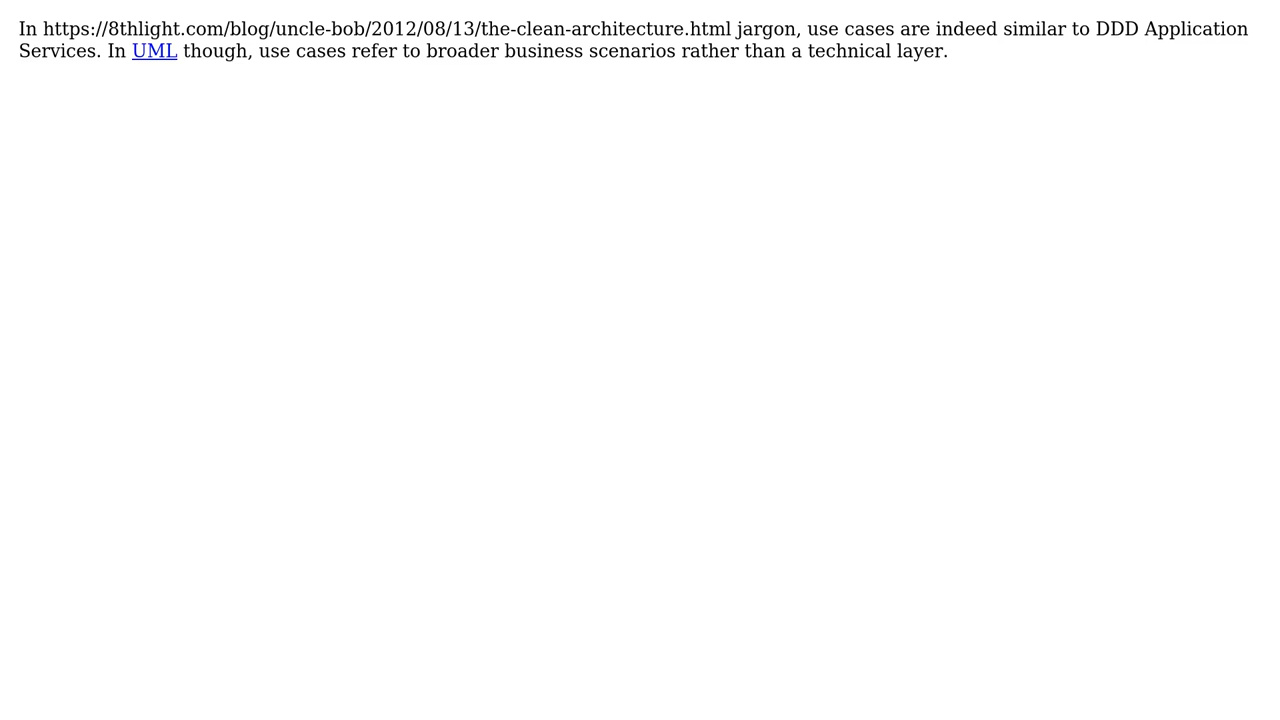 In https://8thlight.com/blog/uncle-bob/2012/08/13/the-clean-architecture.html jargon, use cases are indeed similar to DDD Application
Services. In UML though, use cases refer to broader business scenarios rather than a technical layer.